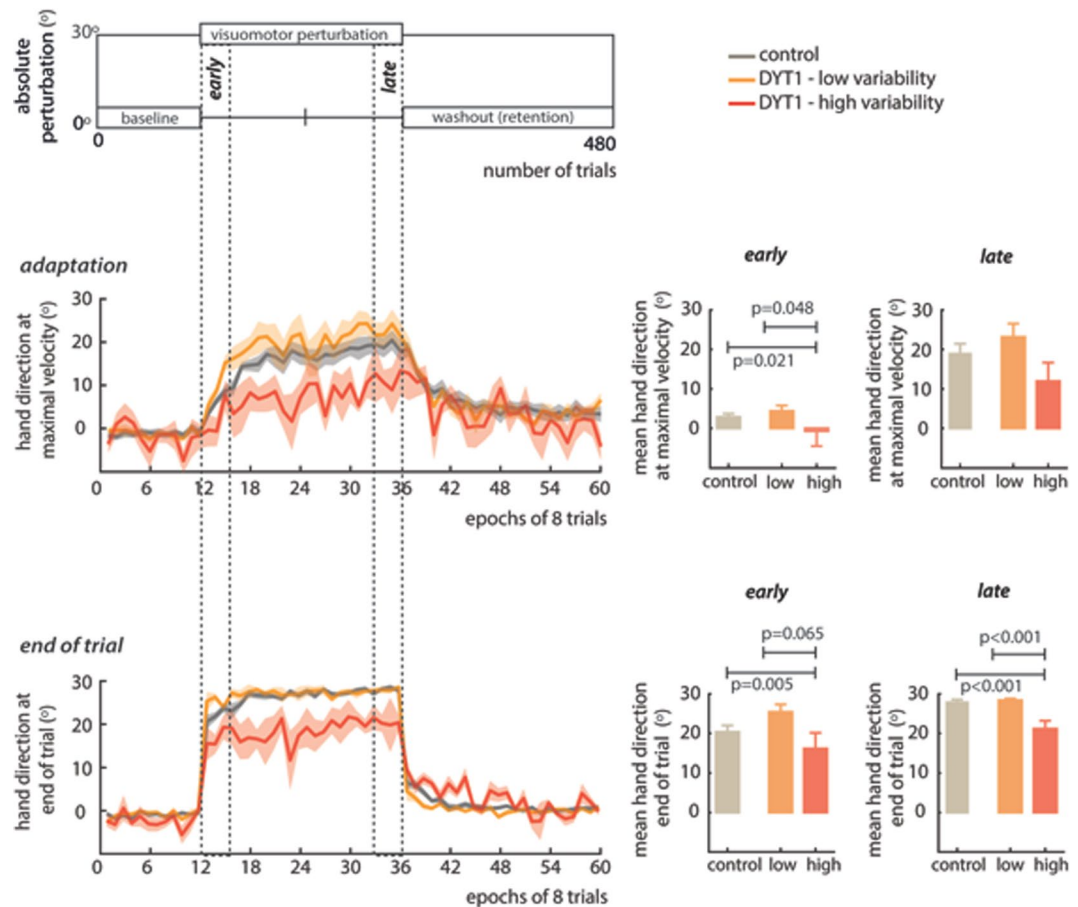 absolute
perturbation (º)
30º
0º
visuomotor perturbation
early
late
baseline
washout (retention)
0
480
number of trials
control
DYT1 - low variability
DYT1 - high variability
adaptation
hand direction at
maximal velocity (º)
30
20
10
0
0 6 12 18 24 30 36 42 48 54 60
epochs of 8 trials
early
mean hand direction
at maximal velocity (º)
30
20
10
0
p=0.048
p=0.021
control low high
late
mean hand direction
at maximal velocity (º)
30
20
10
0
control low high
end of trial
hand direction at
end of trial (º)
30
20
10
0
0 6 12 18 24 30 36 42 48 54 60
epochs of 8 trials
early
mean hand direction
end of trial (º)
30
20
10
0
p=0.065
p=0.005
control low high
late
mean hand direction
end of trial (º)
30
20
10
0
p<0.001
p<0.001
control low high